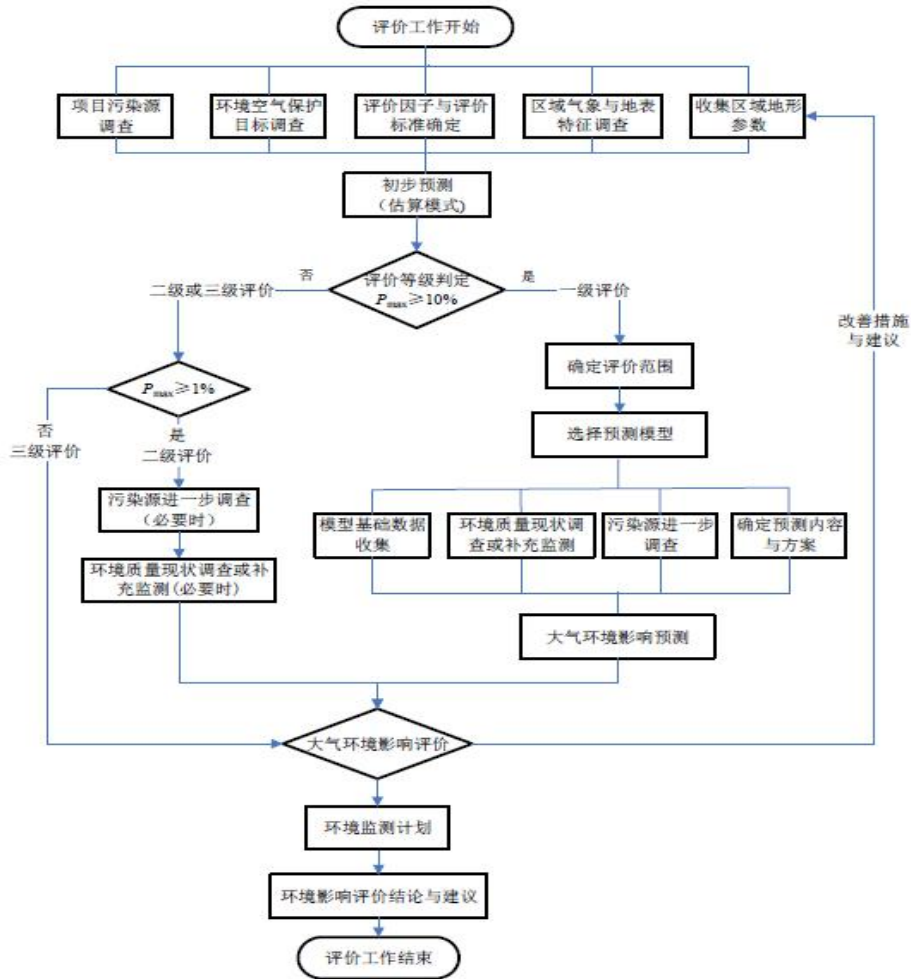 评价工作开始
项目污染源
调查
环境空气保护
目标调查
评价因子与评价
标准确定
区域气象与地表
特征调查
收集区域地形
参数
初步预测
（估算模式)
否
评价等级判定
Pmax≥10%
是
二级或三级评价
一级评价
改善措施
与建议
确定评价范围
Pmax≥1%
否
三级评价
是
二级评价
选择预测模型
污染源进一步调查
（必要时）
模型基础数据
收集
环境质量现状调
查或补充监测
污染源进一步
调查
确定预测内容
与方案
环境质量现状调查或补
充监测(必要时)
大气环境影响预测
大气环境影响评价
环境监测计划
环境影响评价结论与建议
评价工作结束